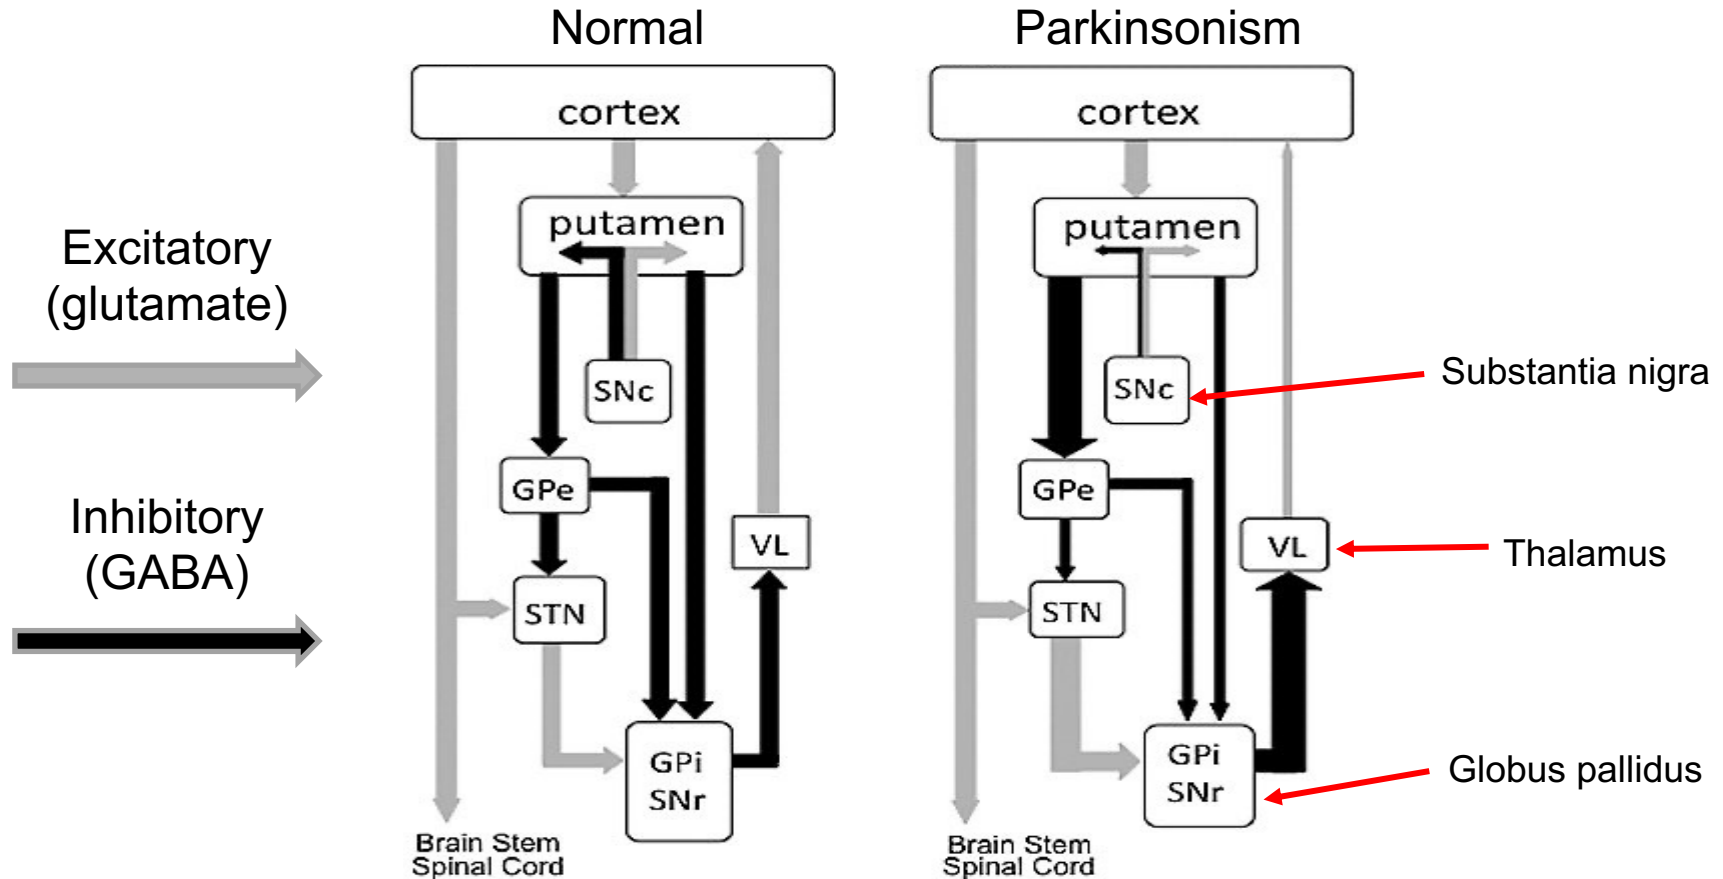 Normal
Parkinsonism
cortex
cortex
putamen
putamen
Excitatory
(glutamate)
SNc
SNc
Substantia nigra
GPe
GPe
Inhibitory
(GABA)
VL
VL
Thalamus
STN
STN
GPi
SNr
GPi
SNr
Globus pallidus
Brain Stem
Spinal Cord
Brain Stem
Spinal Cord